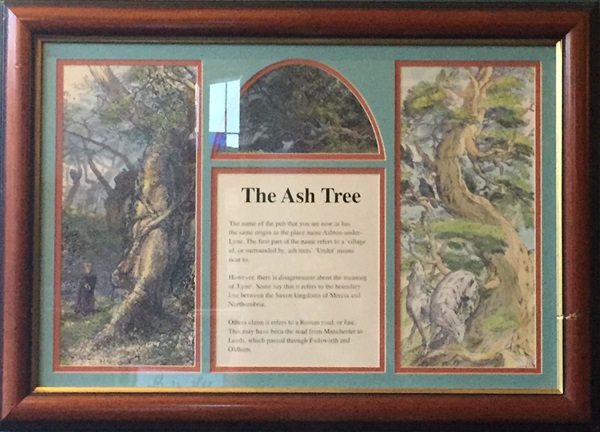 The Ash Tree
The name of the pub that you are now in has
the same origin as the place name Ashton-under-
Lyne. The first part of the name refers to a 'village
of, or surrounded by, ash trees'. 'Under' means
near to.
However, there is disagreement about the meaning
of 'Lyne'. Some say that it refers to the boundary
line between the Saxon kingdoms of Mercia and
Northumbria.
Others claim it refers to a Roman road, or line.
This may have been the road from Manchester to
Leeds, which passed through Failsworth and
Oldham.